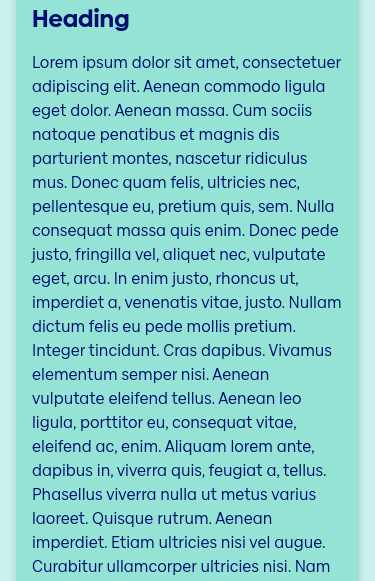 Heading
Lorem ipsum dolor sit amet, consectetuer
adipiscing elit. Aenean commodo ligula
eget dolor. Aenean massa. Cum sociis
natoque penatibus et magnis dis
parturient montes, nascetur ridiculus
mus. Donec quam felis, ultricies nec,
pellentesque eu, pretium quis, sem. Nulla
consequat massa quis enim. Donec pede
justo, fringilla vel, aliquet nec, vulputate
eget, arcu. In enim justo, rhoncus ut,
imperdiet a, venenatis vitae, justo. Nullam
dictum felis eu pede mollis pretium.
Integer tincidunt. Cras dapibus. Vivamus
elementum semper nisi. Aenean
vulputate eleifend tellus. Aenean leo
ligula, porttitor eu, consequat vitae,
eleifend ac, enim. Aliquam lorem ante,
dapibus in, viverra quis, feugiat a, tellus.
Phasellus viverra nulla ut metus varius
laoreet. Quisque rutrum. Aenean
imperdiet. Etiam ultricies nisi vel augue.
Curabitur ullamcorper ultricies nisi. Nam